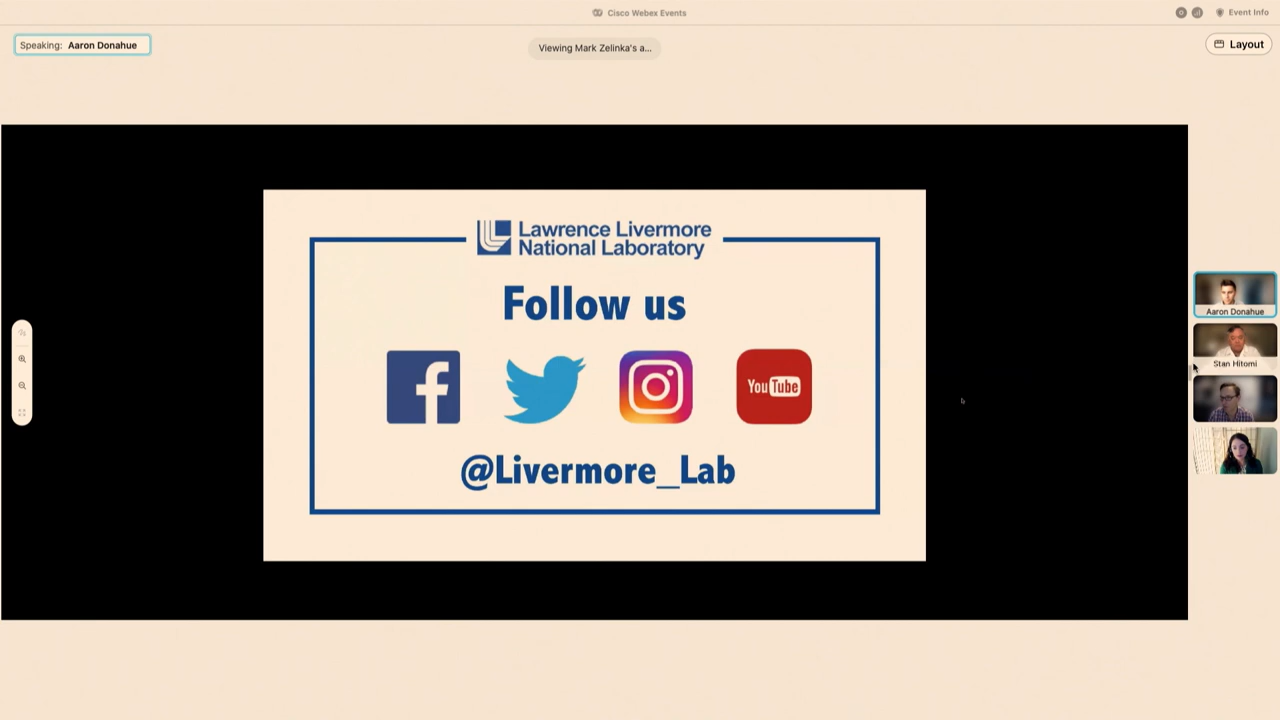 Cisco Webex Events
Event Info
Speaking: Aaron Donahue
Viewing Mark Zelinka's a...
Layout
Lawrence Livermore
National Laboratory
Follow us
f
YouTube
@Livermore_Lab
Aaron Donahue
Stan Hitomi